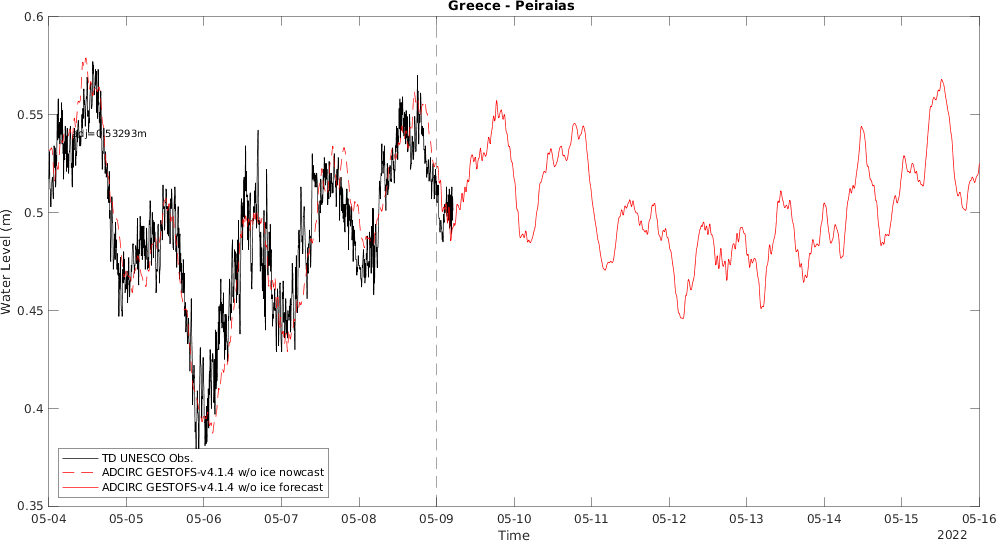 Greece - Peiraias
0.6
0.55
0.5
0.45
0.4
0.35
Water Level (m)
adj=0.53293m
TD UNESCO Obs.
ADCIRC GESTOFS-v4.1.4 w/o ice nowcast
ADCIRC GESTOFS-v4.1.4 w/o ice forecast
05-04 05-05 05-06 05-07 05-08 05-09 05-10 05-11 05-12 05-13 05-14 05-15 05-16
Time
2022